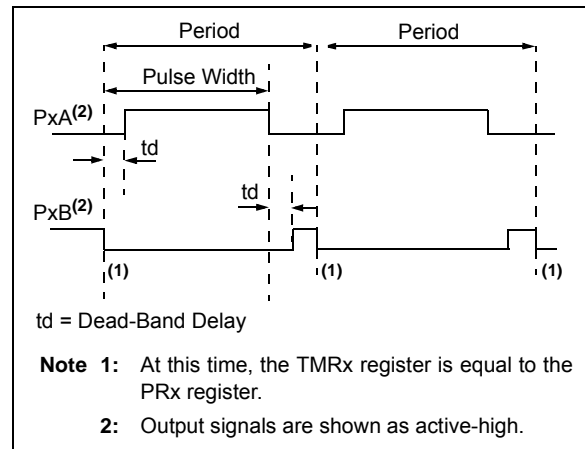 Period Period
Pulse Width
PxA(2)
td
td
PxB(2)
(1) (1) (1)
td = Dead-Band Delay
Note 1: At this time, the TMRx register is equal to the
PRx register.
2: Output signals are shown as active-high.